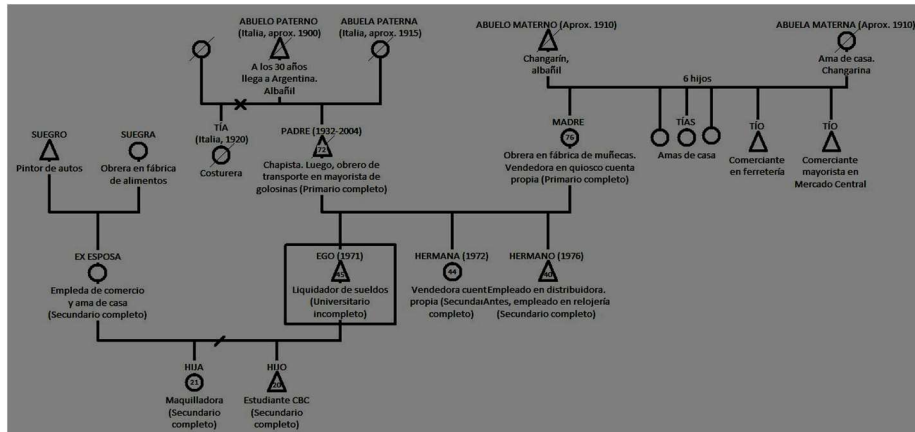 ABUELO PATERNO
(Italia, aprox. 1900)
A los 30 años
llega a Argentina.
Albañil
ABUELA PATERNA
(Italia, aprox. 1915)
ABUELO MATERNO (Aprox. 1910)
Changarín,
albañil
ABUELA MATERNA (Aprox. 1910)
Ama de casa.
Changarina
6 hijos
SUEGRO
Pintor de autos
SUEGRA
Obrera en fábrica
de alimentos
TÍA
(Italia, 1920)
Costurera
PADRE (1932-2004)
72
Chapista. Luego, obrero de
transporte en mayorista de
golosinas (Primario completo)
MADRE
76
Obrera en fábrica de muñecas.
Vendedora en quiosco cuenta
propia (Primario completo)
TÍAS
Amas de casa
TÍO
Comerciante
en ferretería
TÍO
Comerciante
mayorista en
Mercado Central
EX ESPOSA
Empleda de comercio
y ama de casa
(Secundario completo)
EGO (1971)
45
Liquidador de sueldos
(Universitario
incompleto)
HERMANA (1972)
44
Vendedora cuent
propia (Secundar
completo)
HERMANO (1976)
40
Empleado en distribuidora.
Antes, empleado en relojería
(Secundario completo)
HIJA
21
Maquilladora
(Secundario
completo)
HIJO
20
Estudiante CBC
(Secundario
completo)